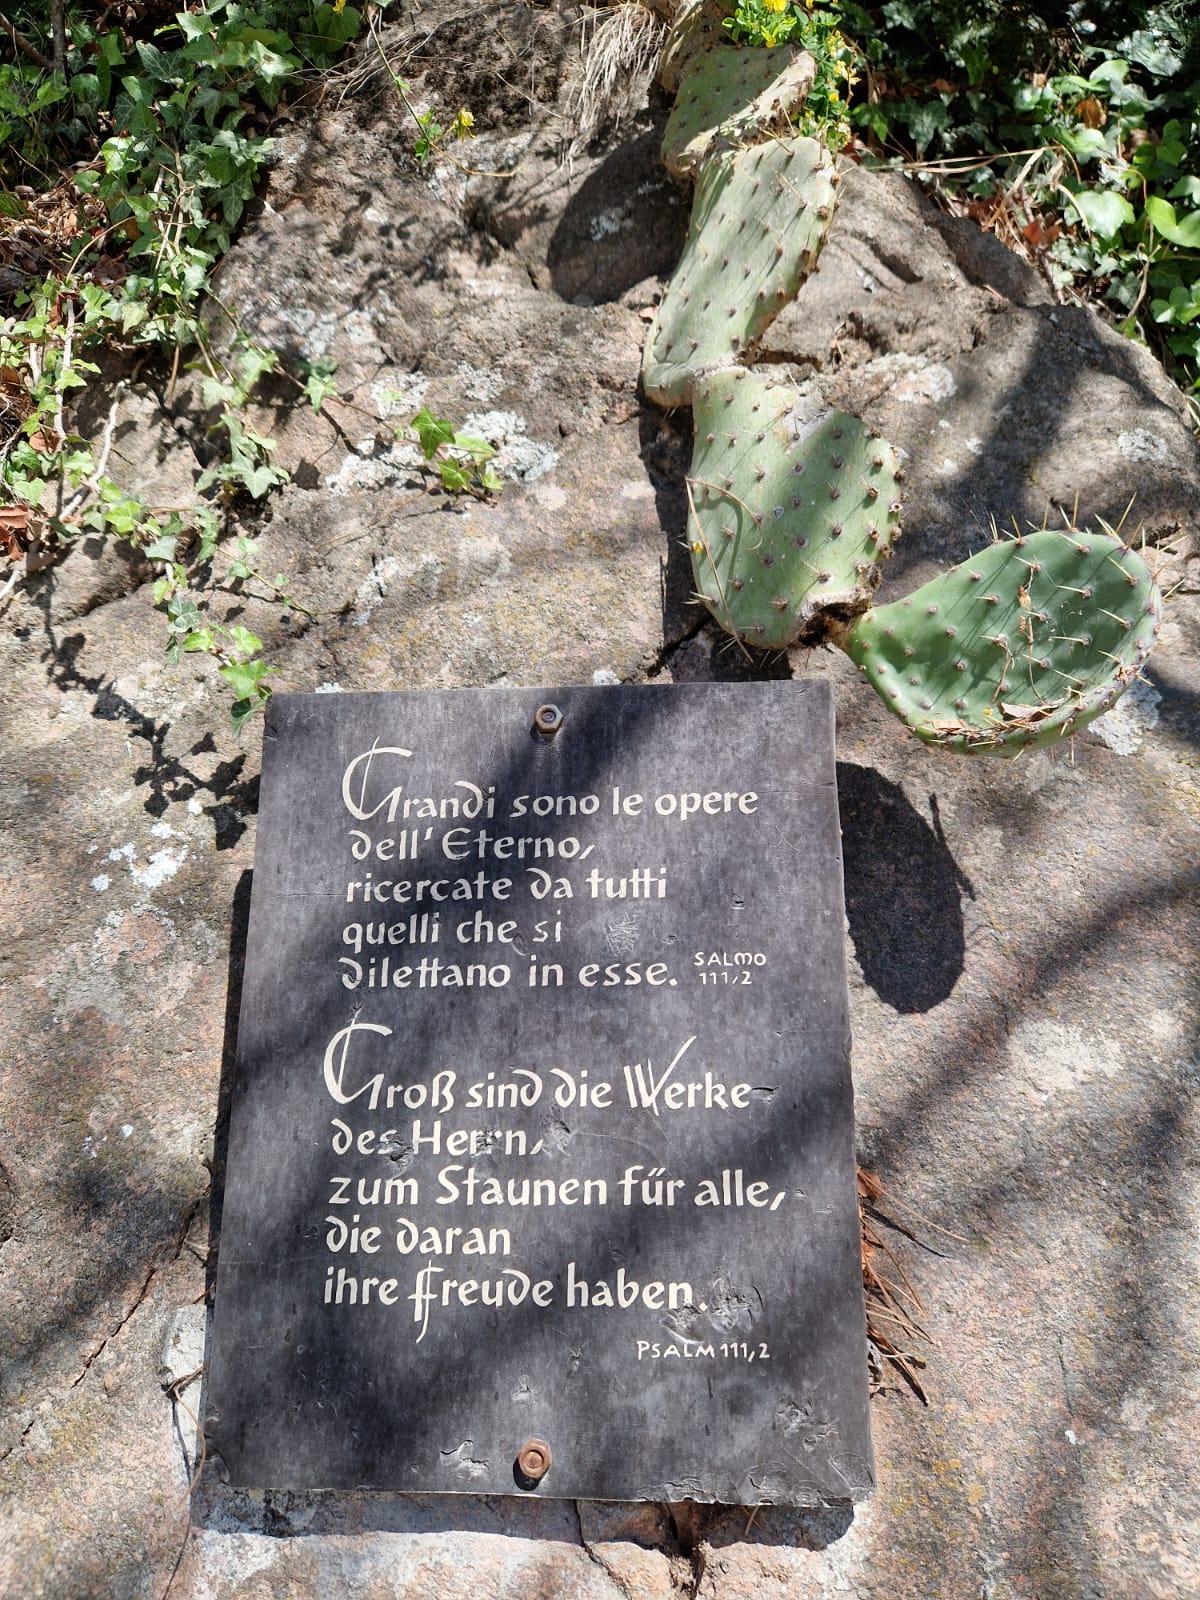 Grandi sono le opere
dell'Eterno,
ricercate da tutti
quelli che si
dilettano in esse.
SALMO
111,2
Groß sind die Werke
des Herrn,
zum Staunen für alle,
die daran
ihre Freude haben.
PSALM 111,2